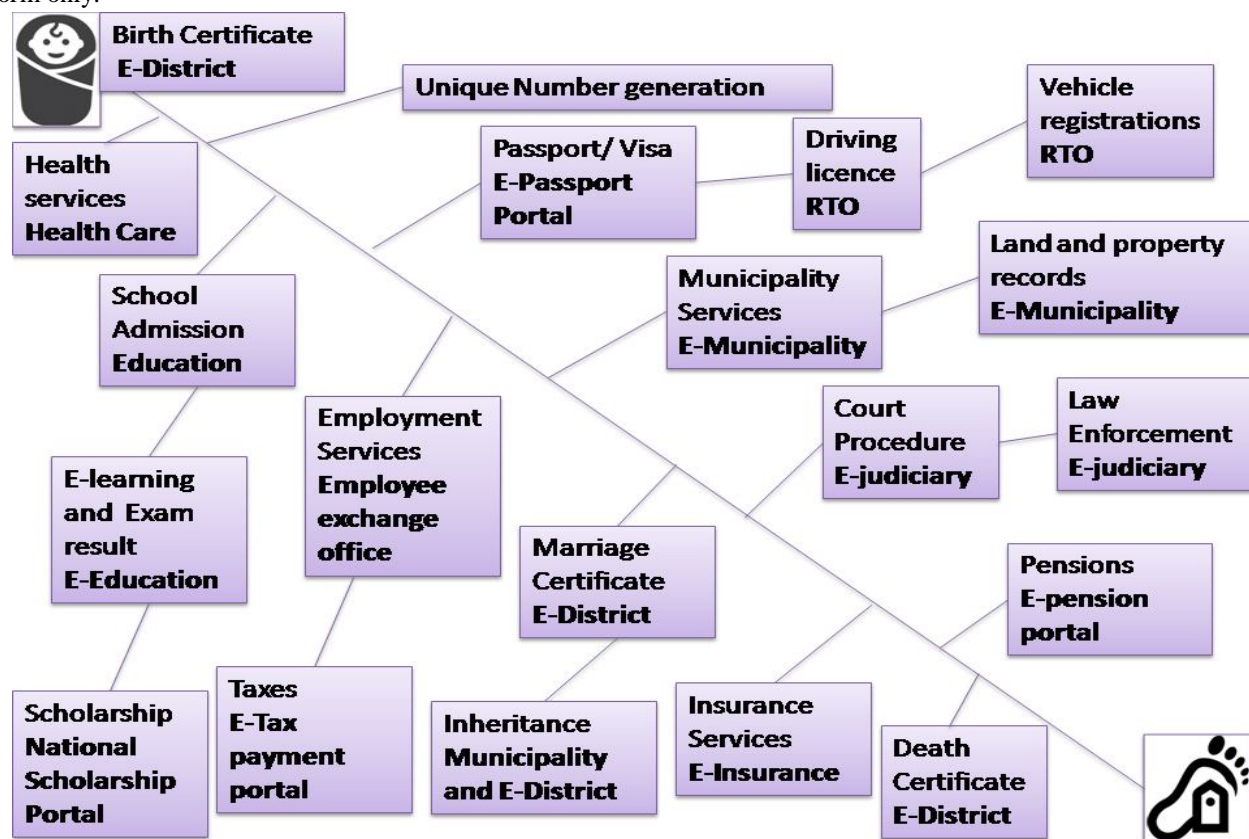 orm only.
Birth Certificate
E-District
Unique Number generation
Vehicle
registrations
RTO
Health
services
Health Care
Passport/ Visa
E-Passport
Portal
Driving
licence
RTO
School
Admission
Education
Municipality
Services
E-Municipality
Land and property
records
E-Municipality
Employment
Services
Employee
exchange
office
Court
Procedure
E-judiciary
Law
Enforcement
E-judiciary
E-learning
and Exam
result
E-Education
Marriage
Certificate
E-District
Pensions
E-pension
portal
Scholarship
National
Scholarship
Portal
Taxes
E-Tax
payment
portal
Inheritance
Municipality
and E-District
Insurance
Services
E-Insurance
Death
Certificate
E-District